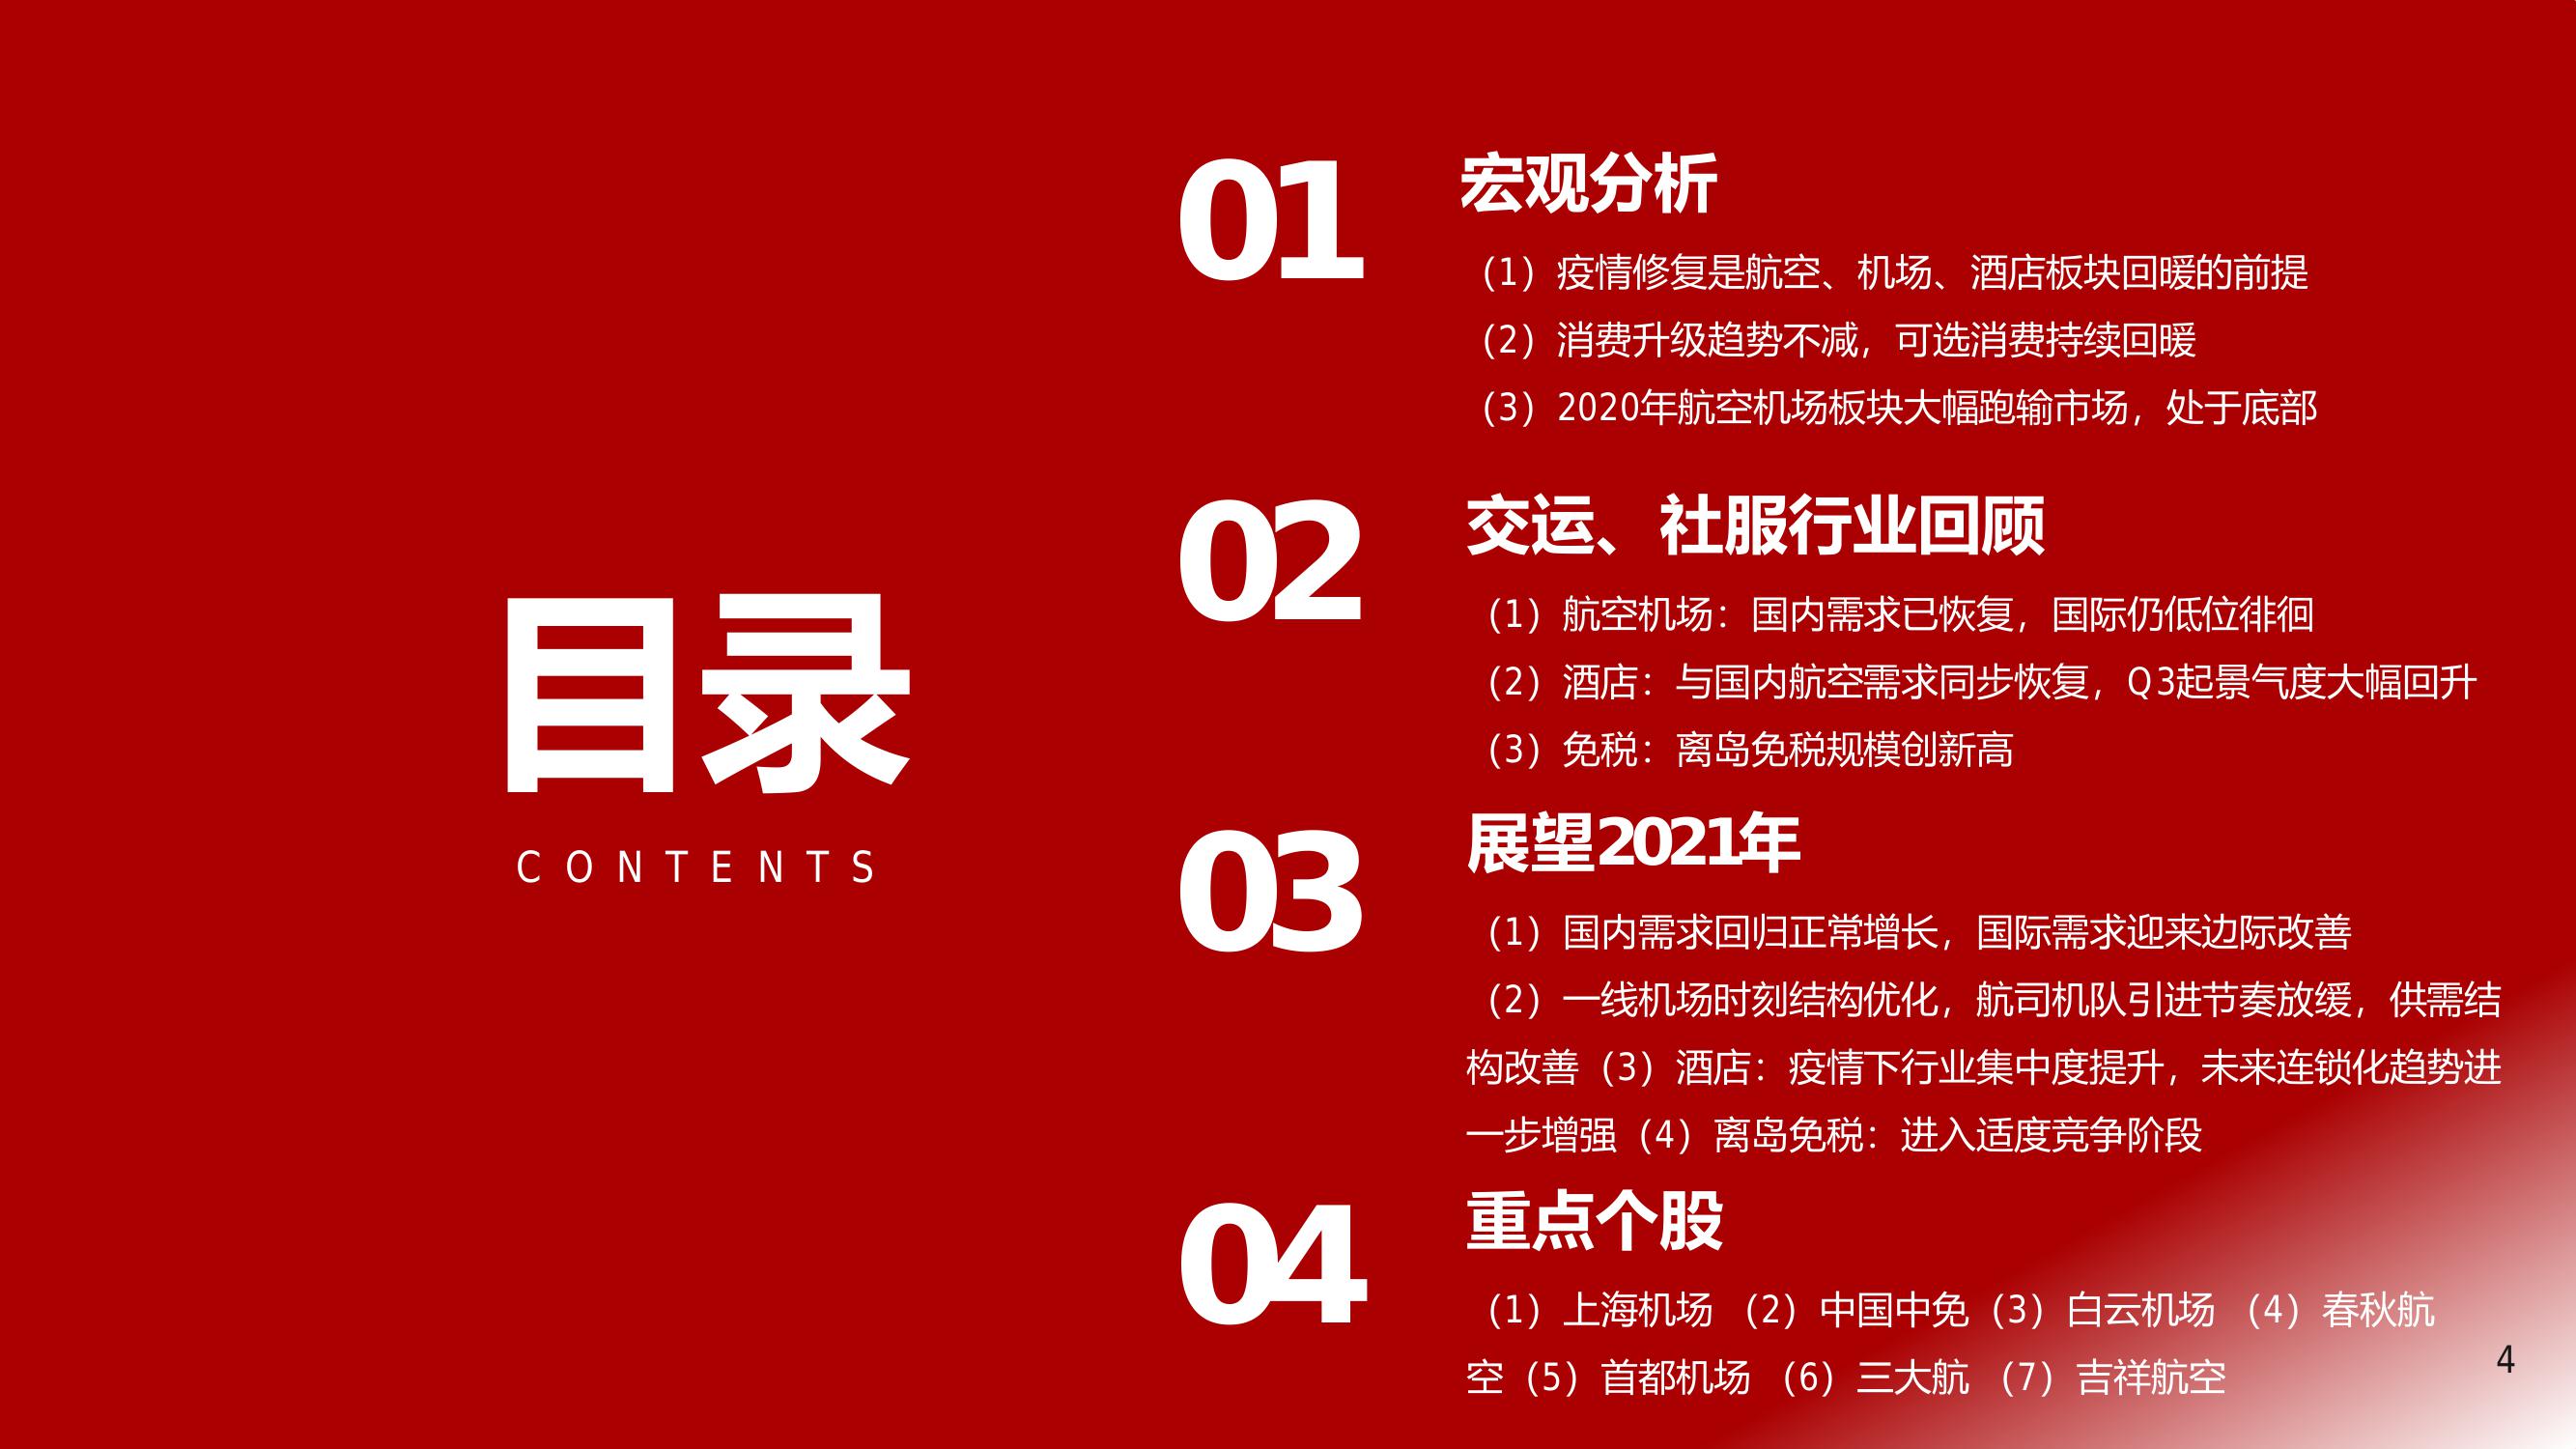 目录
CONTENTS
01
宏观分析
（1）疫情修复是航空、机场、酒店板块回暖的前提
（2）消费升级趋势不减，可选消费持续回暖
（3）2020年航空机场板块大幅跑输市场，处于底部
02
交运、社服行业回顾
（1）航空机场：国内需求已恢复，国际仍低位徘徊
（2）酒店：与国内航空需求同步恢复，Q3起景气度大幅回升
（3）免税：离岛免税规模创新高
03
展望2021年
（1）国内需求回归正常增长，国际需求迎来边际改善
（2）一线机场时刻结构优化，航司机队引进节奏放缓，供需结
构改善（3）酒店：疫情下行业集中度提升，未来连锁化趋势进
一步增强（4）离岛免税：进入适度竞争阶段
04
重点个股
（1）上海机场 （2）中国中免（3）白云机场 （4）春秋航
空（5）首都机场 （6）三大航 （7）吉祥航空
4